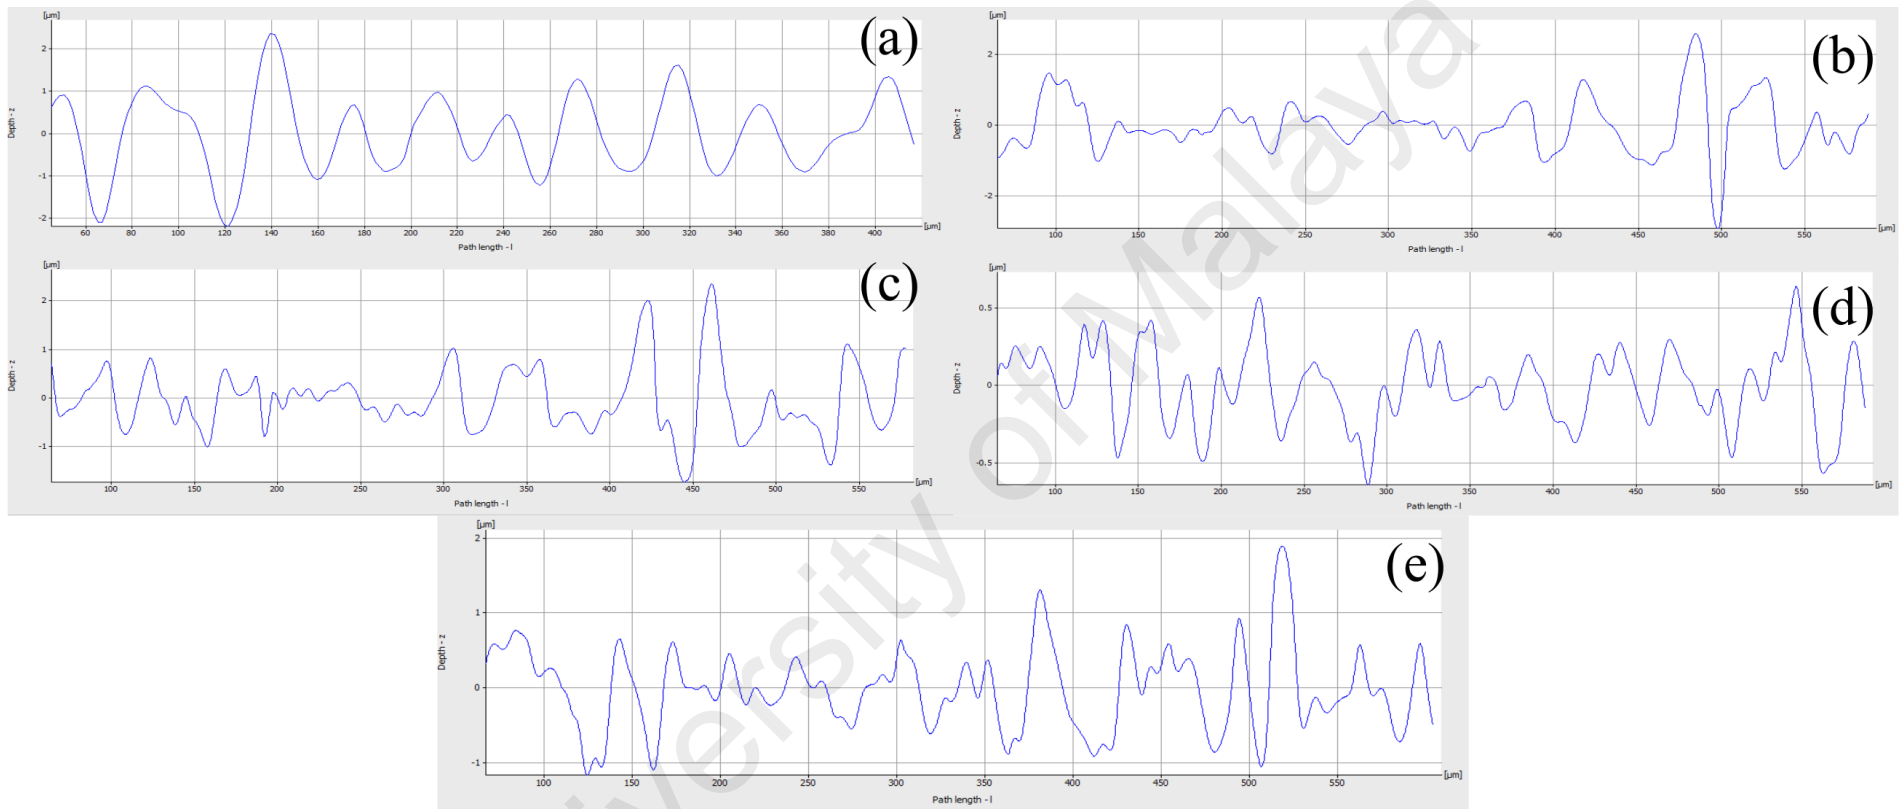 [µm]
(a)
2
1
0
-1
-2
Depth - z
60 80 100 120 140 160 180 200 220 240 260 280 300 320 340 360 380 400
[µm]
Path length - l
[µm]
(b)
2
0
-2
Depth - z
100 150 200 250 300 350 400 450 500 550
[µm]
Path length - l
[µm]
(c)
2
1
0
-1
Depth - z
100 150 200 250 300 350 400 450 500 550
[µm]
Path length - l
[µm]
(d)
0.5
0
-0.5
Depth - z
100 150 200 250 300 350 400 450 500 550
[µm]
Path length - l
[µm]
(e)
2
1
0
-1
Depth - z
100 150 200 250 300 350 400 450 500 550
[µm]
Path length - l
iversity of Malaya